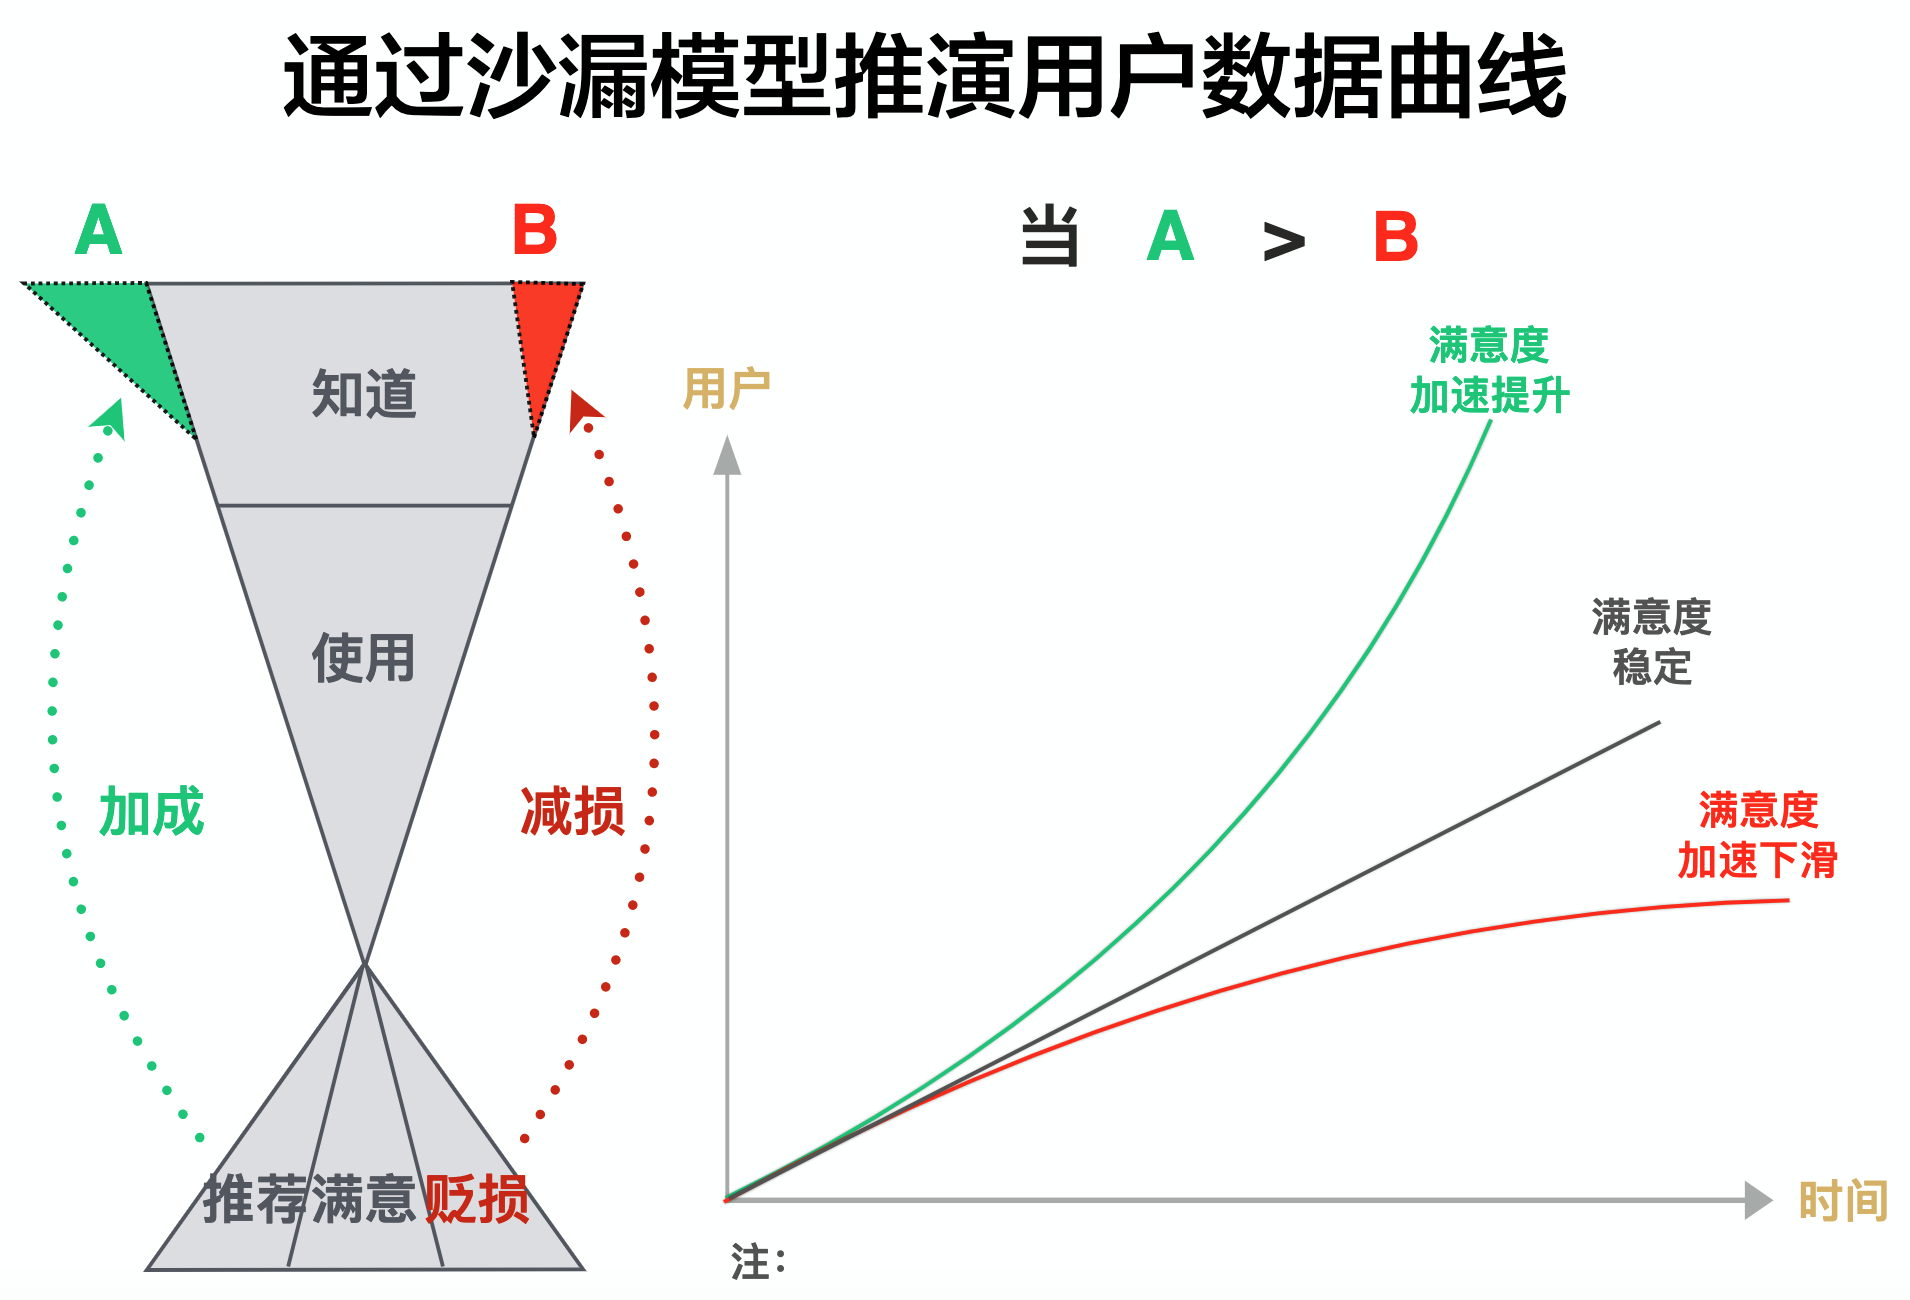 通过沙漏模型推演用户数据曲线
A
B
当 A > B
知道
使用
加成
减损
推荐 满意 贬损
用户
满意度
加速提升
满意度
稳定
满意度
加速下滑
时间
注：